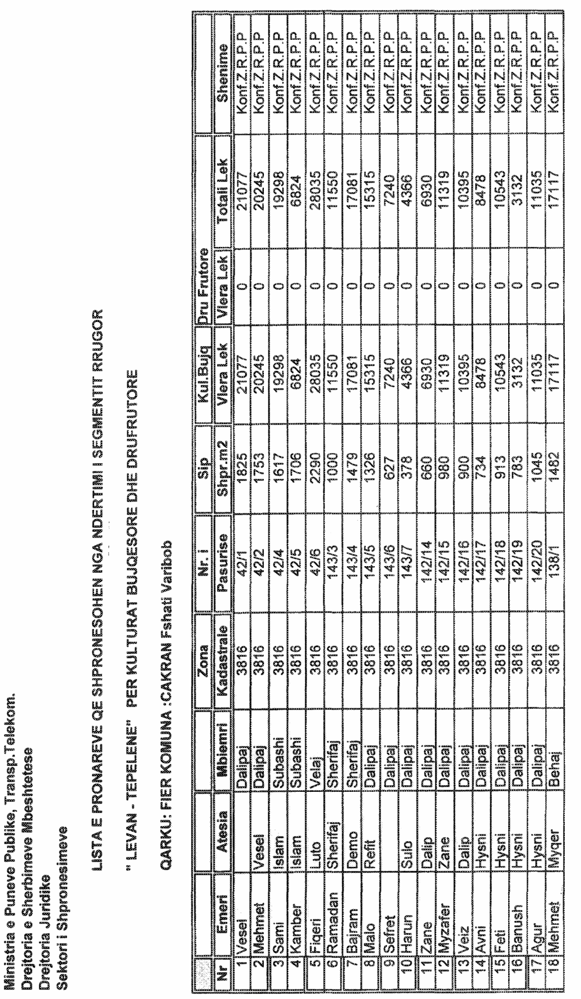 Ministria e Puneve Publike, Transp.Telekom.
Drejtoria e Sherbimeve Mbeshtetese
Drejtoria Juridike
Sektori i Shpronesimeve
LISTA E PRONAREVE QE SHPRONESOHEN NGA NDERTIMI I SEGMENTIT RRUGOR
" LEVAN - TEPELENE" PER KULTURAT BUJQESORE DHE DRUFRUTORE
QARKU: FIER KOMUNA :CAKRAN Fshati Varibob
Zona Nr. i Sip Kul.Bujq Dru Frutore
Nr Emeri Atesia Mbiemri Kadastrale Pasurise Shpr.m2 Vlera Lek Vlera Lek Totali Lek Shenime
1 Vesel Dalipaj 3816 42/1 1825 21077 0 21077 Konf.Z.R.P.P
2 Mehmet Vesel Dalipaj 3816 42/2 1753 20245 0 20245 Konf.Z.R.P.P
3 Sami Islam Subashi 3816 42/4 1617 19298 0 19298 Konf.Z.R.P.P
4 Kamber Islam Subashi 3816 42/5 1706 6824 0 6824 Konf.Z.R.P.P
5 Fiqeri Luto Velaj 3816 42/6 2290 28035 0 28035 Konf.Z.R.P.P
6 Ramadan Sherifaj Sherifaj 3816 143/3 1000 11550 0 11550 Konf.Z.R.P.P
7 Bajram Demo Sherifaj 3816 143/4 1479 17081 0 17081 Konf.Z.R.P.P
8 Malo Refit Dalipaj 3816 143/5 1326 15315 0 15315 Konf.Z.R.P.P
9 Sefret Dalipaj 3816 143/6 627 7240 0 7240 Konf.Z.R.P.P
10 Harun Sulo Dalipaj 3816 143/7 378 4366 0 4366 Konf.Z.R.P.P
11 Zane Dalip Dalipaj 3816 142/14 660 6930 0 6930 Konf.Z.R.P.P
12 Myzafer Zane Dalipaj 3816 142/15 980 11319 0 11319 Konf.Z.R.P.P
13 Veiz Dalip Dalipaj 3816 142/16 900 10395 0 10395 Konf.Z.R.P.P
14 Avni Hysni Dalipaj 3816 142/17 734 8478 0 8478 Konf.Z.R.P.P
15 Feti Hysni Dalipaj 3816 142/18 913 10543 0 10543 Konf.Z.R.P.P
16 Banush Hysni Dalipaj 3816 142/19 783 3132 0 3132 Konf.Z.R.P.P
17 Agur Hysni Dalipaj 3816 142/20 1045 11035 0 11035 Konf.Z.R.P.P
18 Mehmet Myqer Behaj 3816 138/1 1482 17117 0 17117 Konf.Z.R.P.P